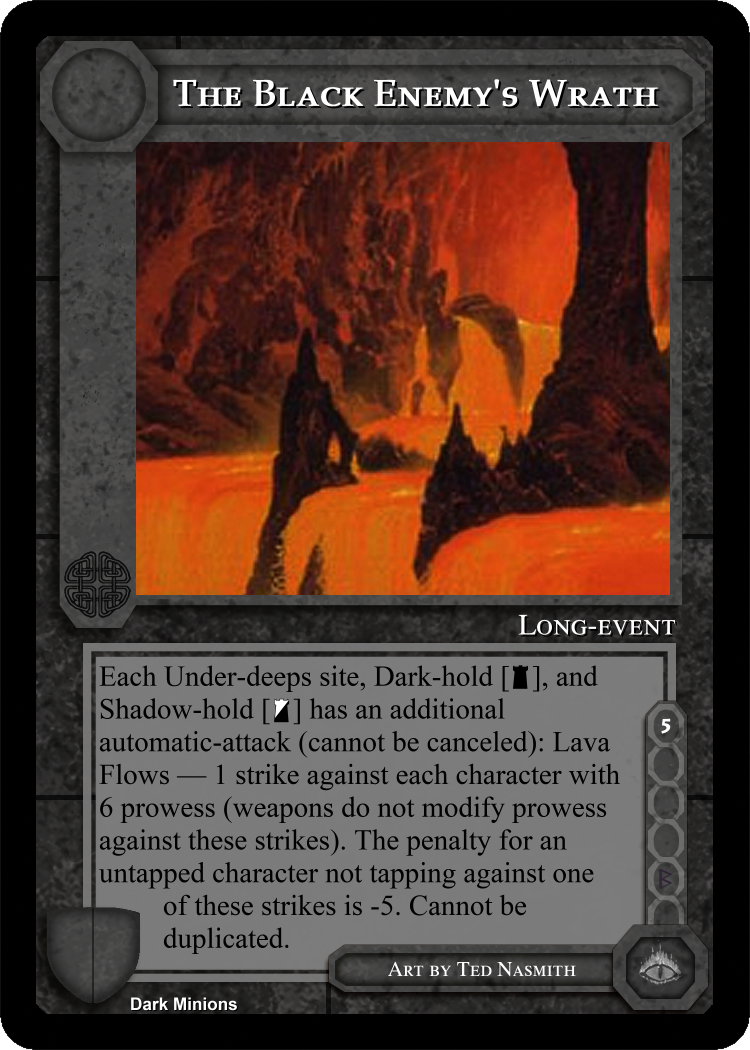 The Black Enemy's Wrath
Long-event
Each Under-deeps site, Dark-hold [], and
Shadow-hold [] has an additional
automatic-attack (cannot be canceled): Lava
Flows — 1 strike against each character with
6 prowess (weapons do not modify prowess
against these strikes). The penalty for an
untapped character not tapping against one
of these strikes is -5. Cannot be
duplicated.
5
B
Art by Ted Nasmith
Dark Minions